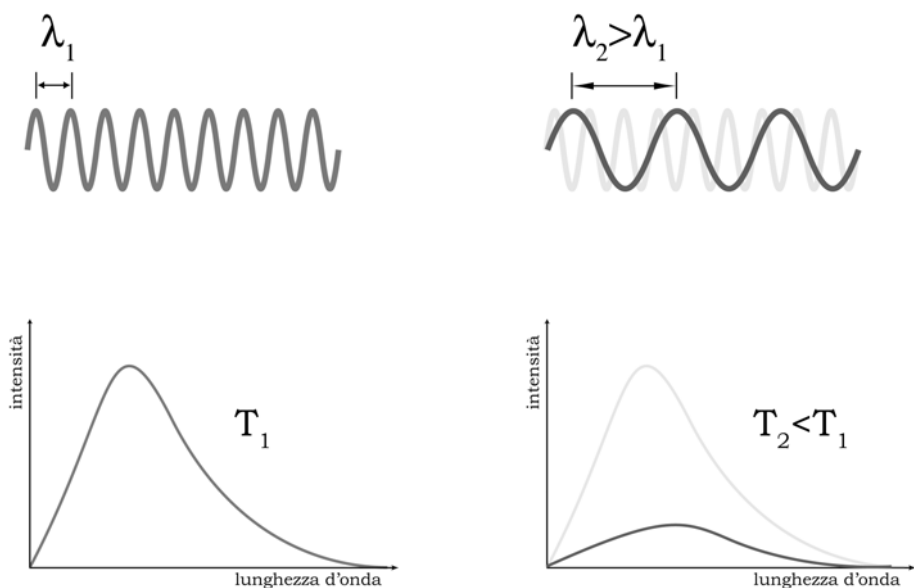 λ₁
λ₂>λ₁
intensità
T₁
lunghezza d'onda
intensità
T₂<T₁
lunghezza d'onda